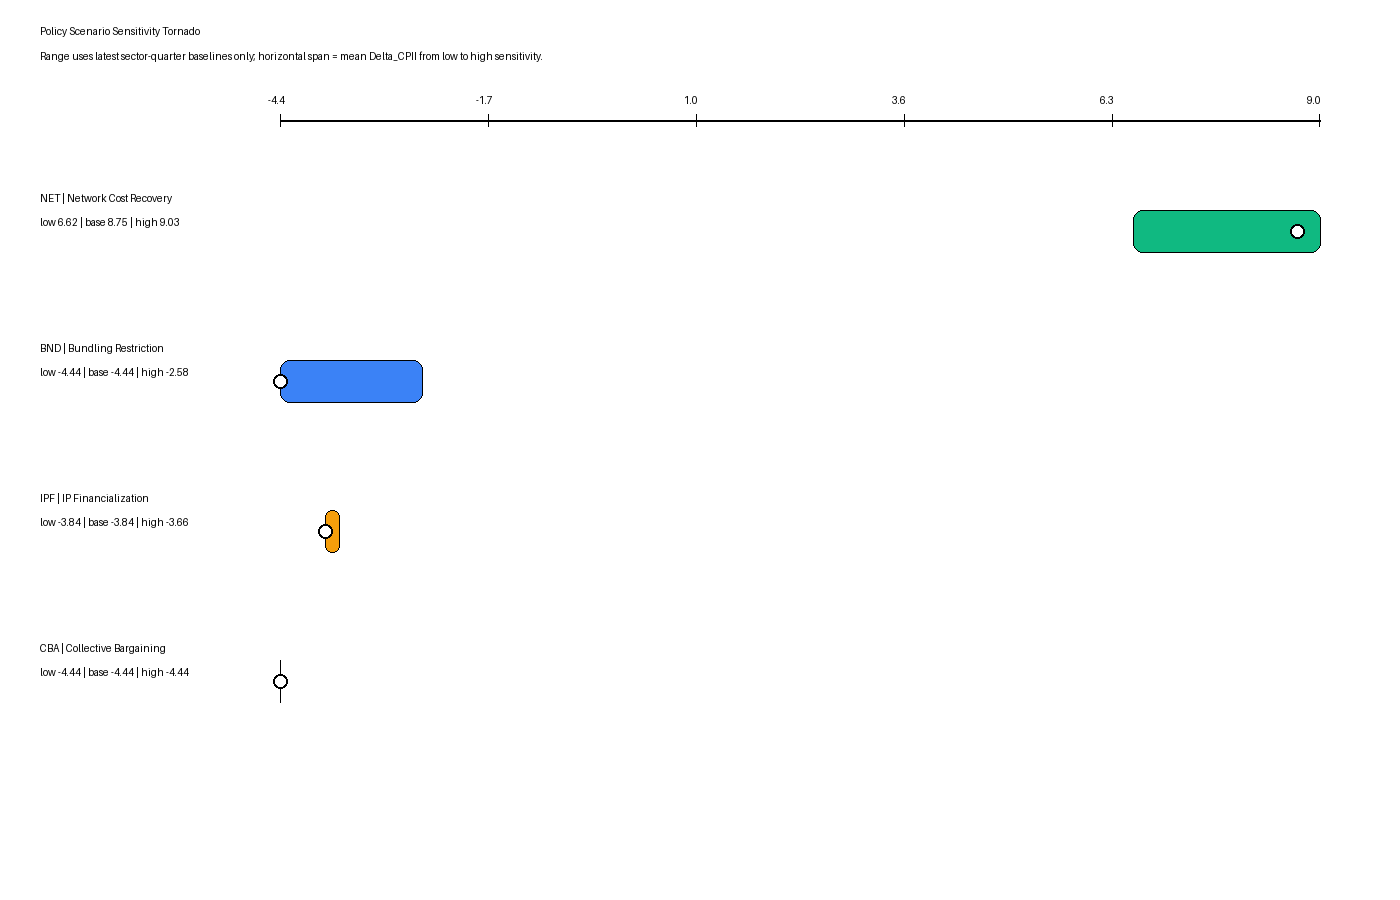 Policy Scenario Sensitivity Tornado
Range uses latest sector-quarter baselines only; horizontal span = mean Delta_CPII from low to high sensitivity.
-4.4 -1.7 1.0 3.6 6.3 9.0
NET | Network Cost Recovery
low 6.62 | base 8.75 | high 9.03
BND | Bundling Restriction
low -4.44 | base -4.44 | high -2.58
IPF | IP Financialization
low -3.84 | base -3.84 | high -3.66
CBA | Collective Bargaining
low -4.44 | base -4.44 | high -4.44